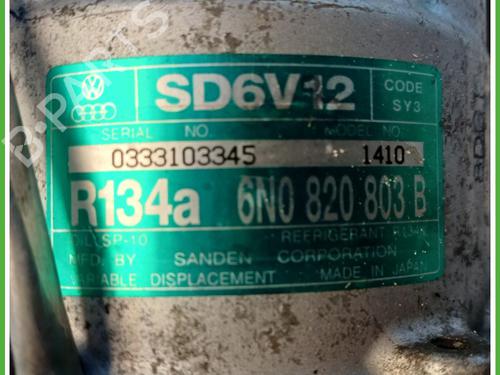 B-PARTS
SD6V12
CODE
SY3
SERIAL NO. MODEL NO.
0333103345 1410
R134a 6N0 820 803 B
OIL: SP-10 REFRIGERANT R134a
MFD. BY SANDEN CORPORATION
VARIABLE DISPLACEMENT MADE IN JAPAN